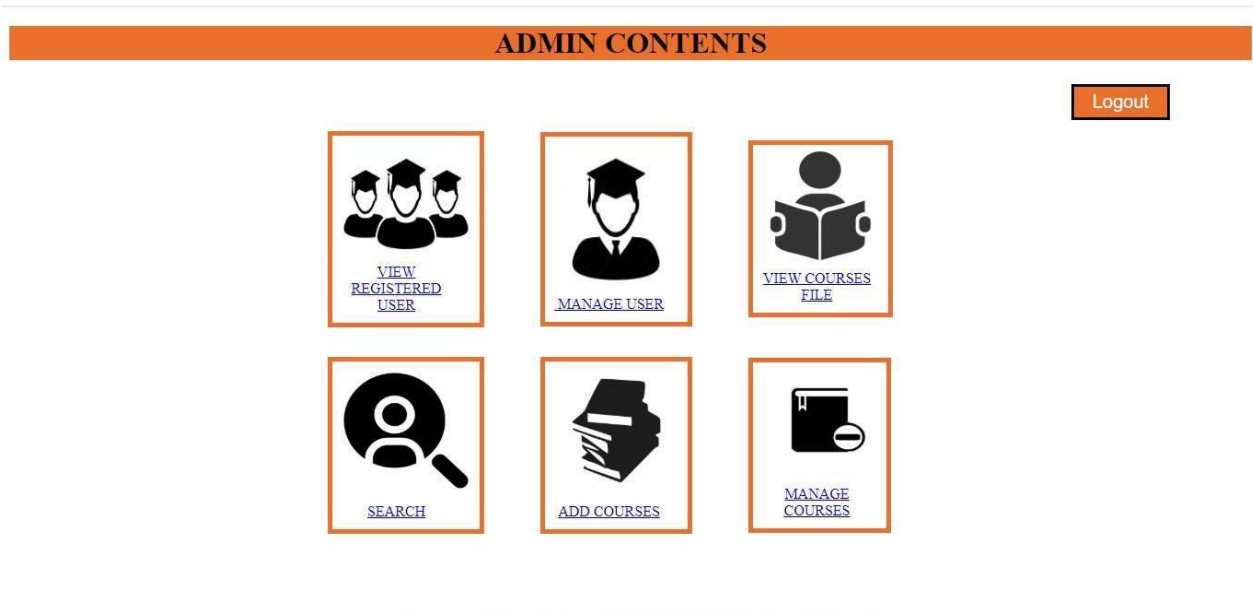 ADMIN CONTENTS
Logout
VIEW
REGISTERED
USER
MANAGE USER
VIEW COURSES
FILE
SEARCH
ADD COURSES
MANAGE
COURSES